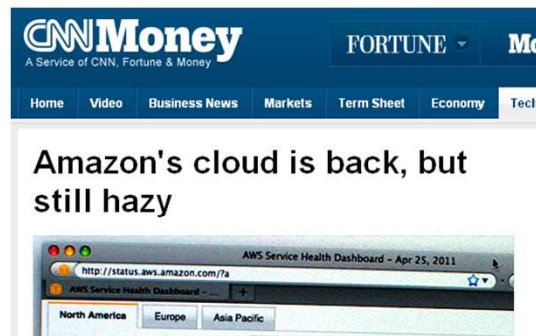 CNNMoney
A Service of CNN, Fortune & Money
FORTUNE
Home Video Business News Markets Term Sheet Economy
Amazon's cloud is back, but
still hazy
AWS Service Health Dashboard - Apr 25, 2011
http://status.aws.amazon.com/?a
AWS Service Health Dashboard - ...
North America Europe Asia Pacific